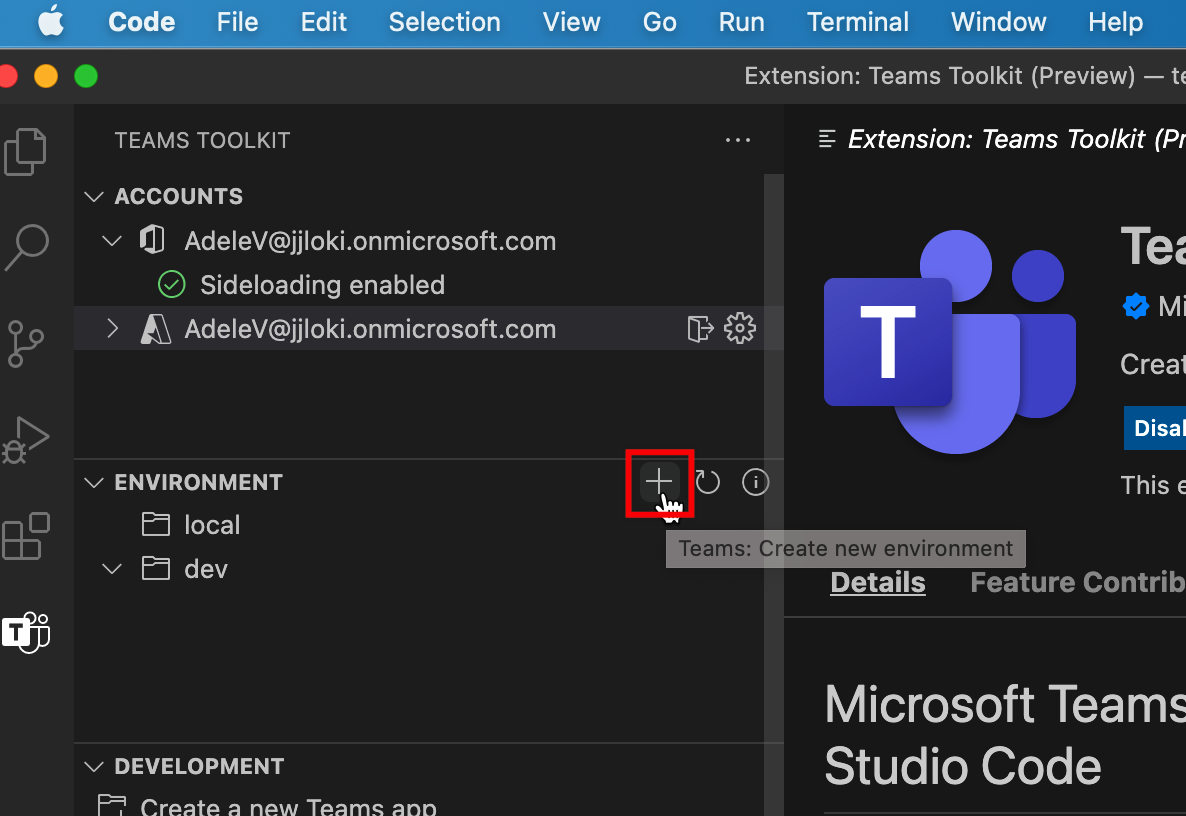 Code File Edit Selection View Go Run Terminal Window Help
Extension: Teams Toolkit (Preview) — te
TEAMS TOOLKIT
Extension: Teams Toolkit (Pr
ACCOUNTS
AdeleV@jjloki.onmicrosoft.com
Sideloading enabled
AdeleV@jjloki.onmicrosoft.com
T
Tea
Mi
Creat
Disal
This e
ENVIRONMENT
local
Teams: Create new environment
dev
Details Feature Contrib
T
Microsoft Teams
Studio Code
DEVELOPMENT
Create a new Teams app